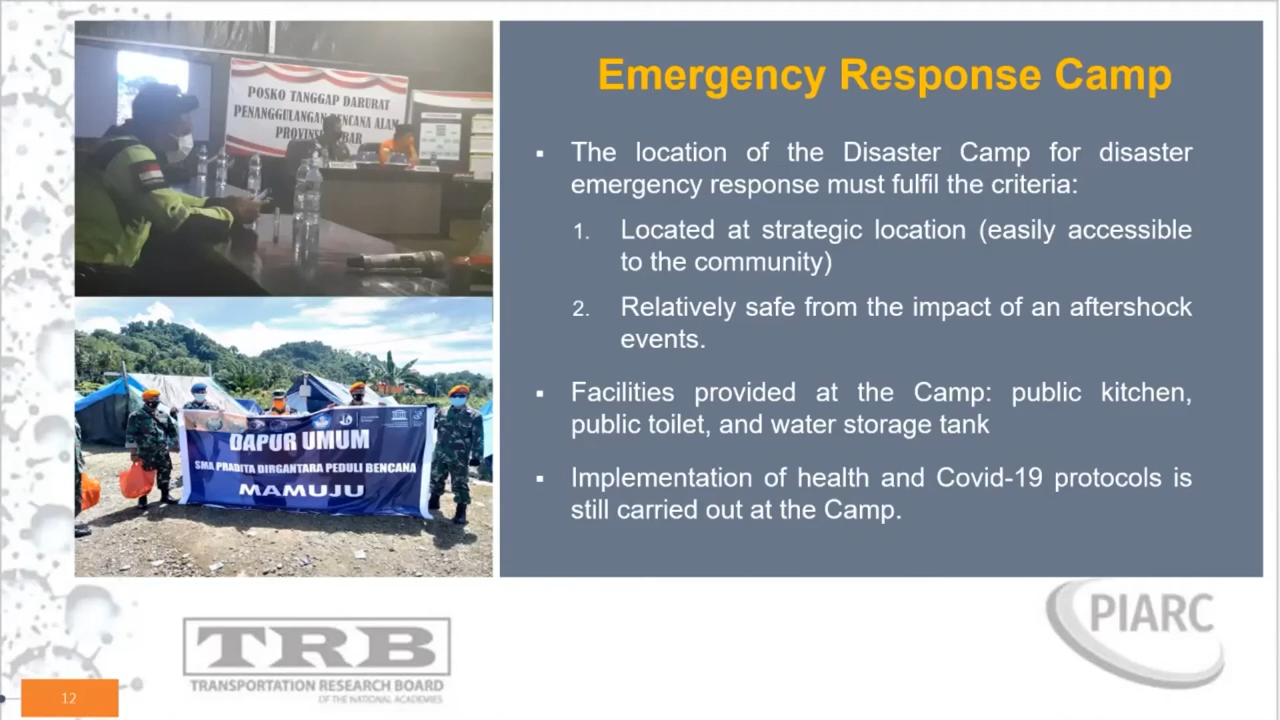 POSKO TANGGAP DARURAT
PENANGGULANGAN BENCANA ALAM
Emergency Response Camp
▪ The location of the Disaster Camp for disaster
emergency response must fulfil the criteria:
1. Located at strategic location (easily accessible
to the community)
2. Relatively safe from the impact of an aftershock
events.
▪ Facilities provided at the Camp: public kitchen,
public toilet, and water storage tank
▪ Implementation of health and Covid-19 protocols is
still carried out at the Camp.
DAPUR UMUM
SMA PRADITA DIRGANTARA PEDULI BENCANA
MAMUJU
TRB
TRANSPORTATION RESEARCH BOARD
OF THE NATIONAL ACADEMIES
PIARC
12